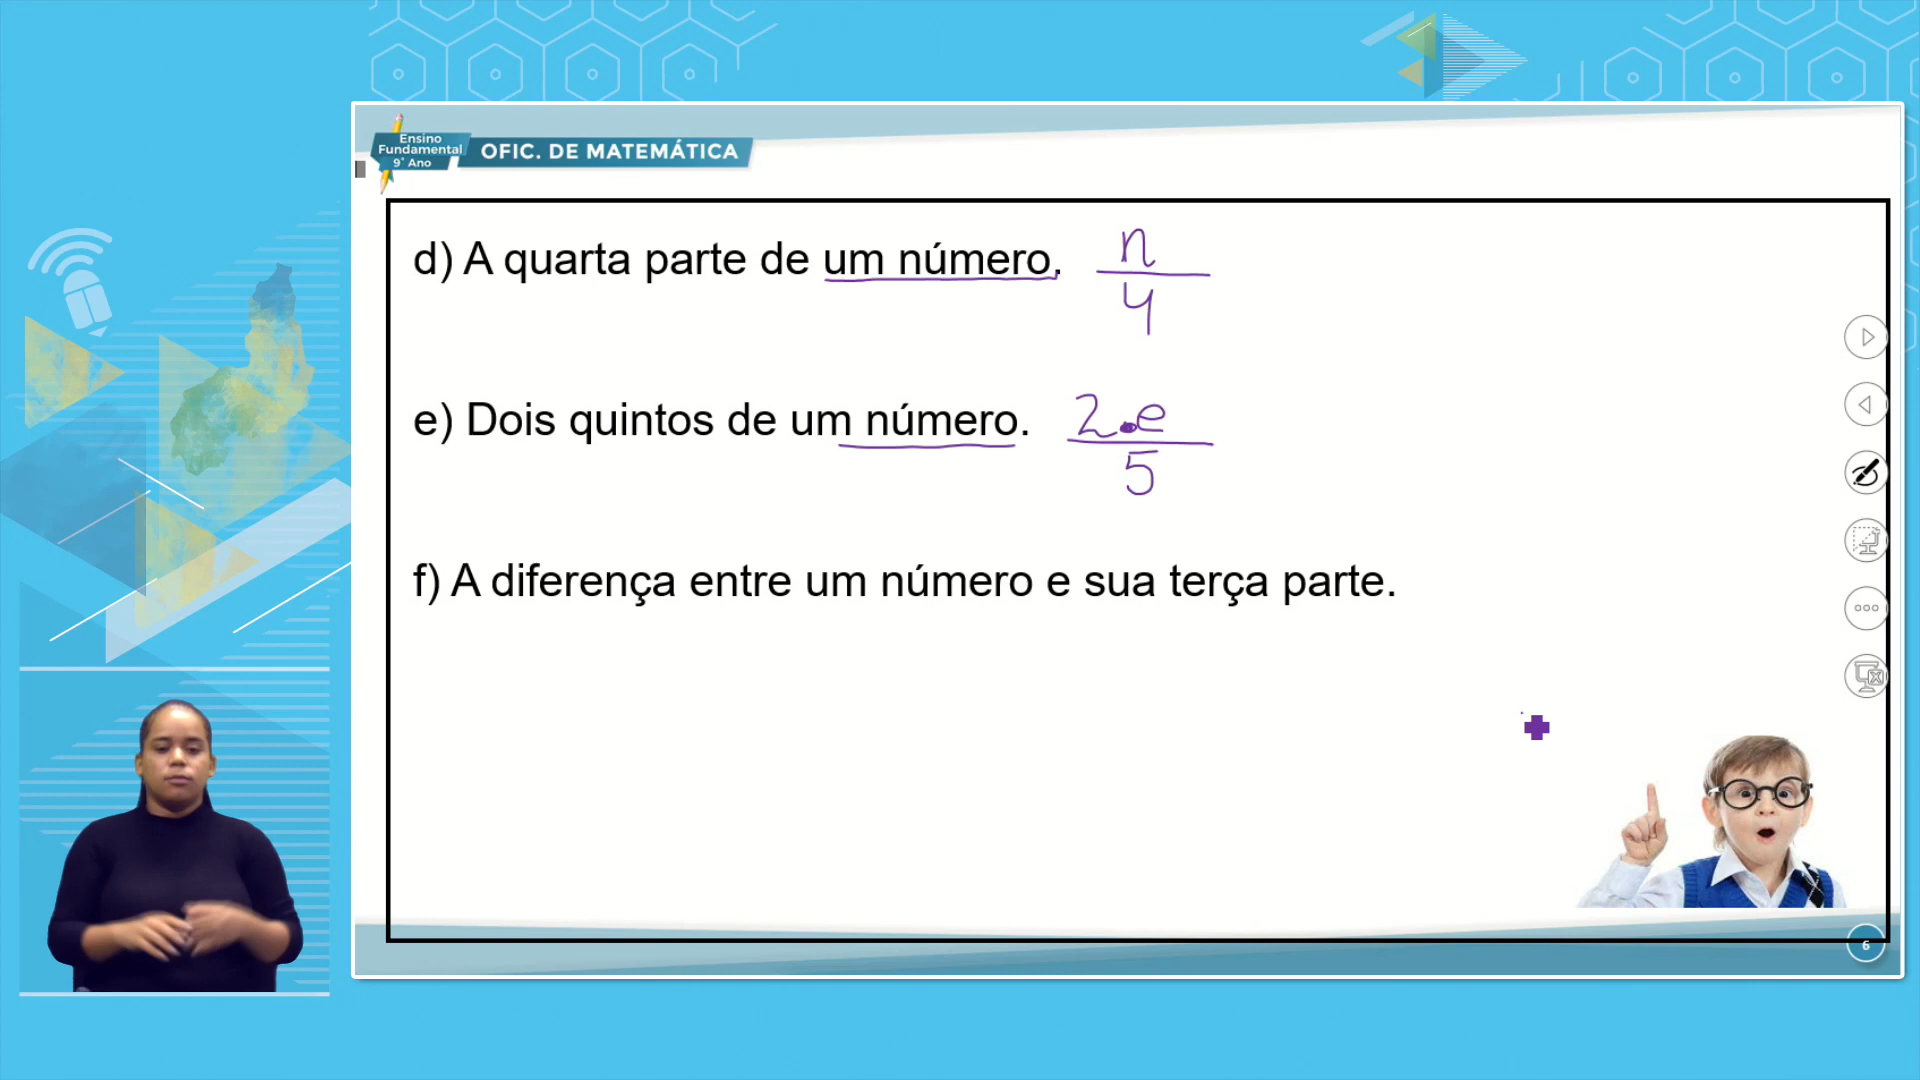 Ensino
Fundamental
9° Ano
OFIC. DE MATEMÁTICA
d) A quarta parte de um número.
n
4
e) Dois quintos de um número.
2.e
5
f) A diferença entre um número e sua terça parte.
6